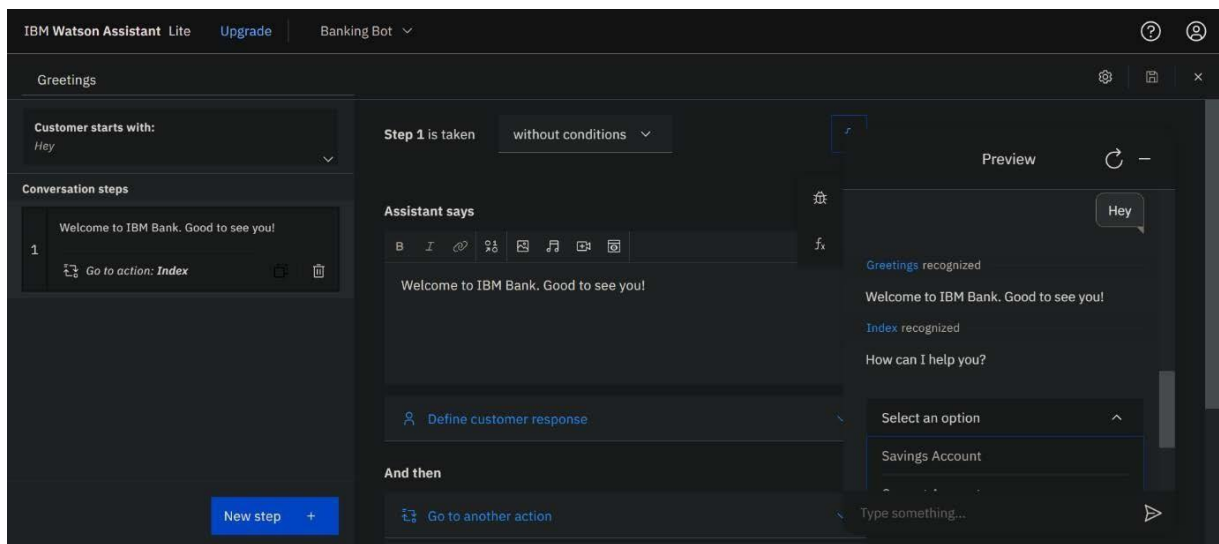 IBM Watson Assistant Lite Upgrade Banking Bot
Greetings
Customer starts with:
Hey
Conversation steps
1
Welcome to IBM Bank. Good to see you!
Go to action: Index
New step +
Step 1 is taken without conditions
Assistant says
B I
Welcome to IBM Bank. Good to see you!
Define customer response
And then
Go to another action
fx
Preview
Hey
Greetings recognized
Welcome to IBM Bank. Good to see you!
Index recognized
How can I help you?
Select an option
Savings Account
Type something...